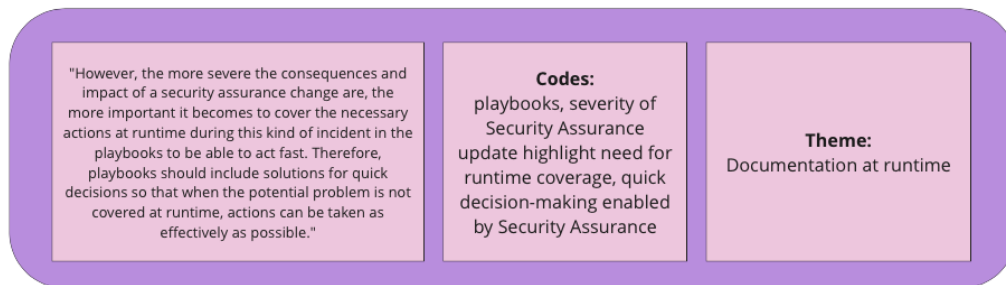 "However, the more severe the consequences and
impact of a security assurance change are, the
more important it becomes to cover the necessary
actions at runtime during this kind of incident in the
playbooks to be able to act fast. Therefore,
playbooks should include solutions for quick
decisions so that when the potential problem is not
covered at runtime, actions can be taken as
effectively as possible."
Codes:
playbooks, severity of
Security Assurance
update highlight need for
runtime coverage, quick
decision-making enabled
by Security Assurance
Theme:
Documentation at runtime